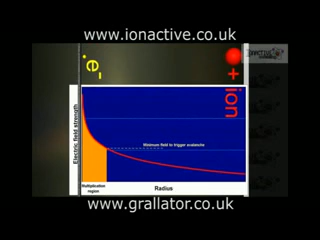 www.ionactive.co.uk
e-
+ ion
ionactive
Electric field strength
Minimum field to trigger avalanche
Multiplication
region
Radius
www.grallator.co.uk